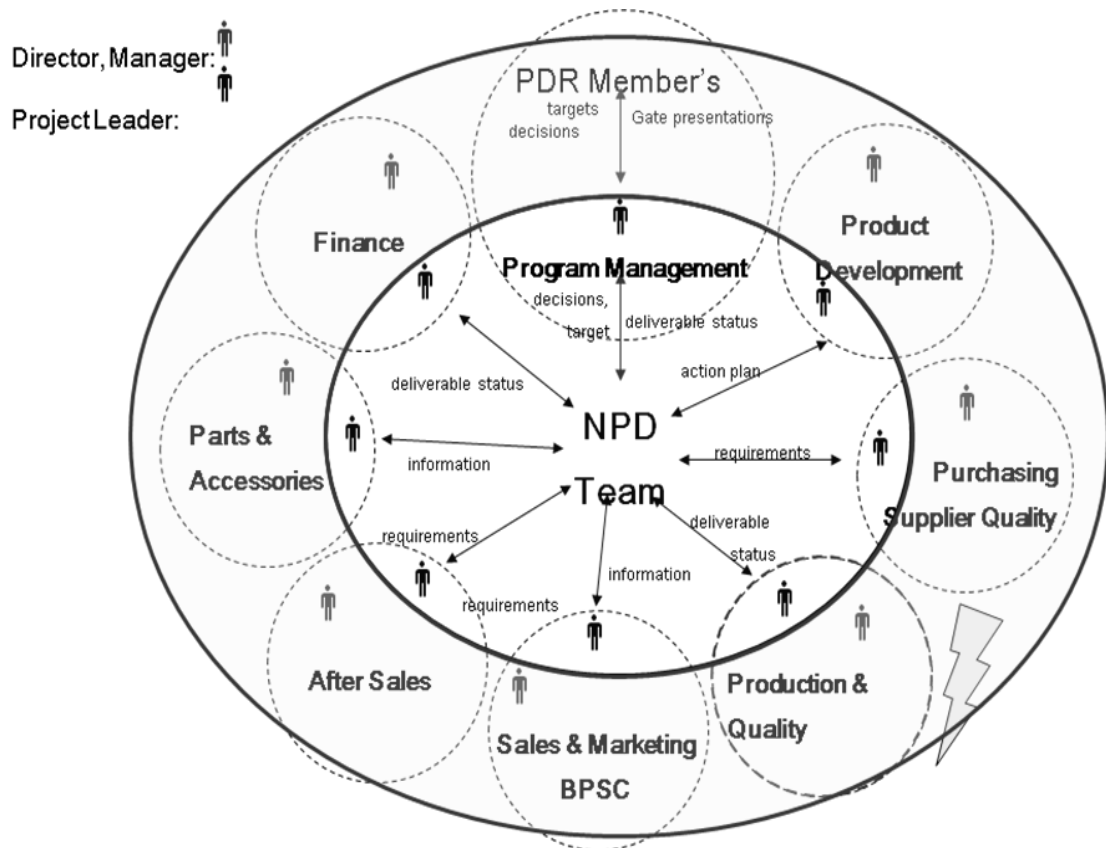 Director, Manager:
Project Leader:
PDR Member's
targets
decisions
Gate presentations
Finance
Program Management
Product
Development
decisions,
target
deliverable status
deliverable status
action plan
NPD
Team
Parts &
Accessories
information
requirements
Purchasing
Supplier Quality
requirements
deliverable
status
information
requirements
After Sales
Sales & Marketing
BPSC
Production &
Quality